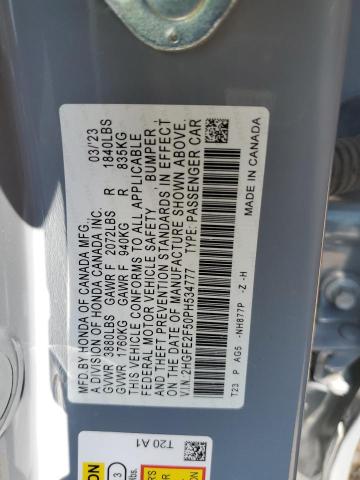 MFD BY HONDA OF CANADA MFG., 03/'23
A DIVISION OF HONDA CANADA INC.
GVWR 3880LBS GAWR F 2072LBS R 1840LBS
GVWR 1760KG GAWR F 940KG R 835KG
THIS VEHICLE CONFORMS TO ALL APPLICABLE
FEDERAL MOTOR VEHICLE SAFETY, BUMPER
AND THEFT PREVENTION STANDARDS IN EFFECT
ON THE DATE OF MANUFACTURE SHOWN ABOVE.
V.I.N. 2HGFE2F50PH534777 TYPE: PASSENGER CAR
MADE IN CANADA
T23 P AG5 -NH877P -Z -H
T20 A1
3
lbs.